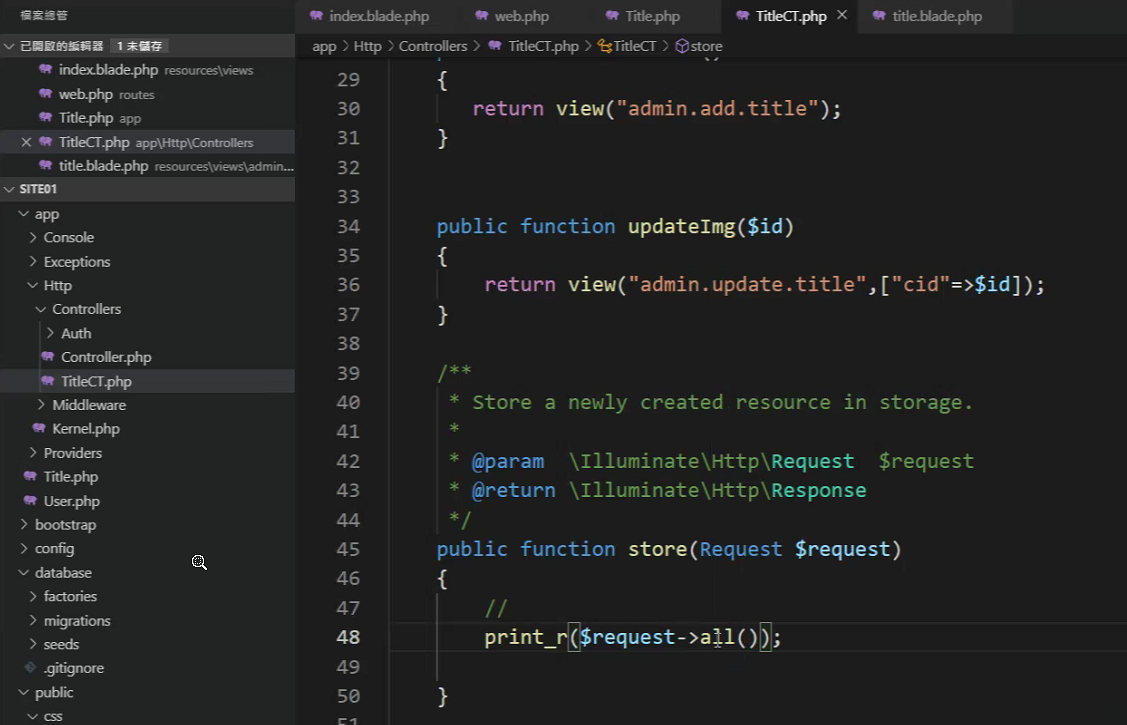 檔案總管
已開啟的編輯器 1 未儲存
index.blade.php resources\views
web.php routes
Title.php app
TitleCT.php app\Http\Controllers
title.blade.php resources\views\admin...
SITE01
app
Console
Exceptions
Http
Controllers
Auth
Controller.php
TitleCT.php
Middleware
Kernel.php
Providers
Title.php
User.php
bootstrap
config
database
factories
migrations
seeds
.gitignore
public
css
index.blade.php web.php Title.php TitleCT.php title.blade.php
app > Http > Controllers > TitleCT.php > TitleCT > store
29 {
30 return view("admin.add.title");
31 }
32
33
34 public function updateImg($id)
35 {
36 return view("admin.update.title",["cid"=>$id]);
37 }
38
39 /**
40 * Store a newly created resource in storage.
41 *
42 * @param \Illuminate\Http\Request $request
43 * @return \Illuminate\Http\Response
44 */
45 public function store(Request $request)
46 {
47 //
48 print_r($request->all());
49
50 }
51